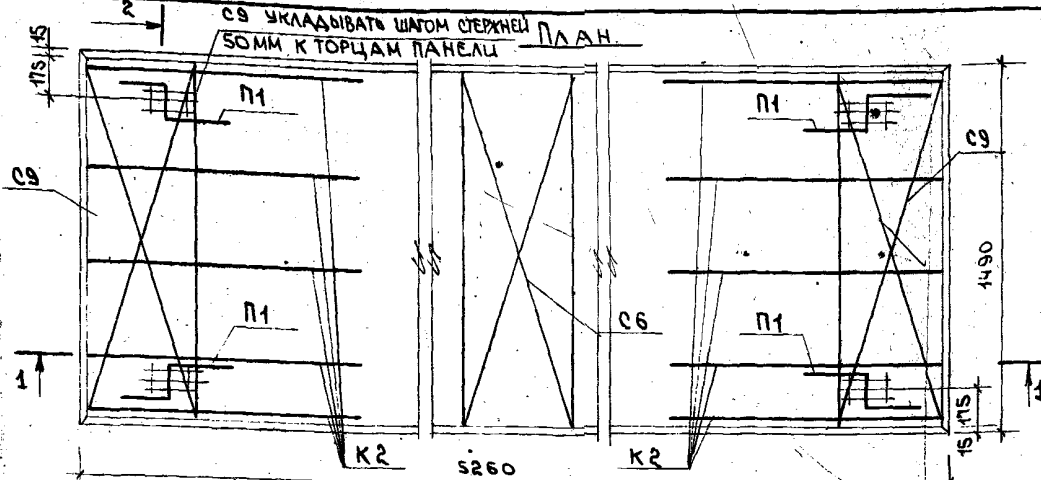 2
С9 УКЛАДЫВАТЬ ШАГОМ СТЕРЖНЕЙ
50ММ К ТОРЦАМ ПАНЕЛИ
ПЛАН.
15
175
П1
П1
С9
С9
1490
П1
П1
С6
1
1
175
15
К2
5260
К2